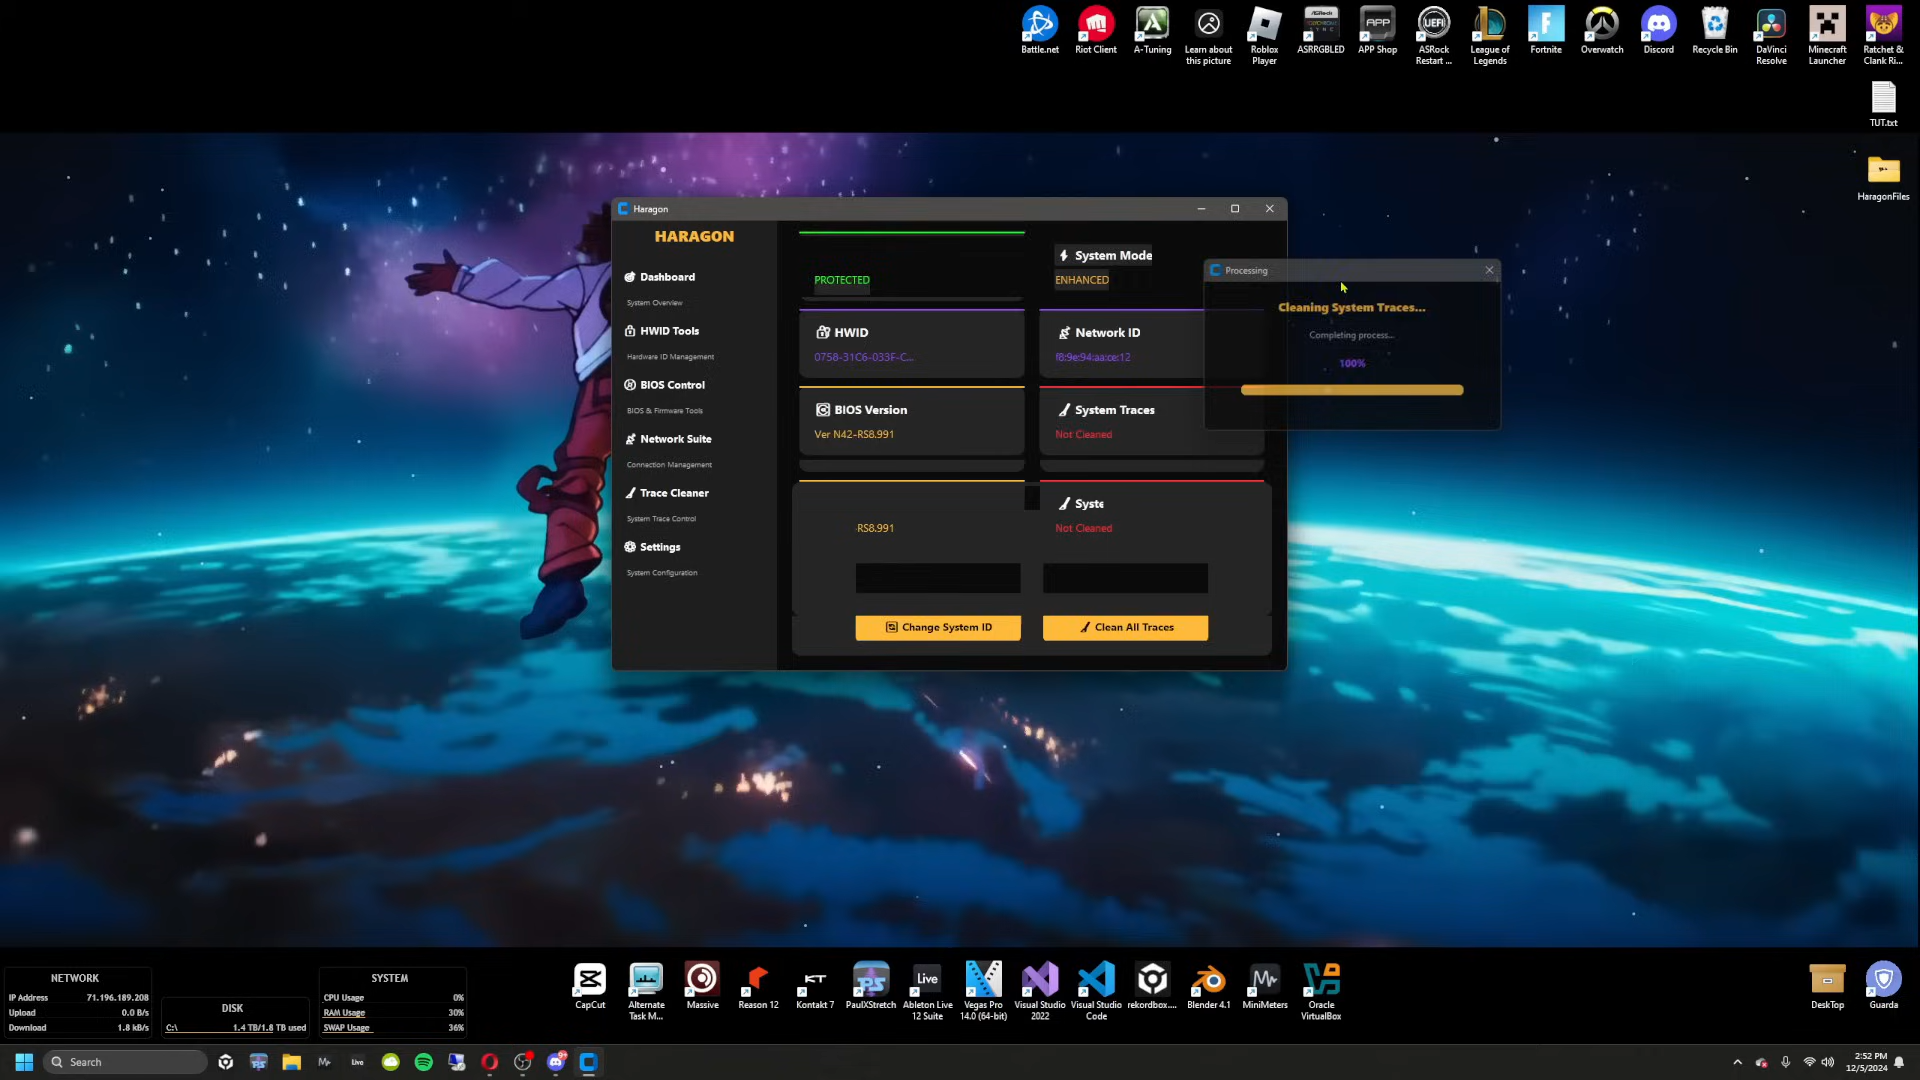 Battle.net
Riot Client
A-Tuning
Learn about
this picture
Roblox
Player
ASRRGBLED
APP Shop
ASRock
Restart ...
League of
Legends
Fortnite
Overwatch
Discord
Recycle Bin
DaVinci
Resolve
Minecraft
Launcher
Ratchet &
Clank Ri...
APP
UEFI
TUT.txt
HaragonFiles
Haragon
HARAGON
Dashboard
System Overview
HWID Tools
Hardware ID Management
BIOS Control
BIOS & Firmware Tools
Network Suite
Connection Management
Trace Cleaner
System Trace Control
Settings
System Configuration
PROTECTED
System Mode
ENHANCED
HWID
0758-31C6-033F-C...
Network ID
f8:9e:94:aa:ce:12
BIOS Version
Ver N42-RS8.991
System Traces
Not Cleaned
RS8.991
Syste
Not Cleaned
Change System ID
Clean All Traces
Processing
Cleaning System Traces...
Completing process...
100%
NETWORK
IP Address 71.196.189.208
Upload 0.0 B/s
Download 1.8 kB/s
DISK
C:\ 1.4 TB/1.8 TB used
SYSTEM
CPU Usage 0%
RAM Usage 30%
SWAP Usage 36%
CapCut
Alternate
Task M...
Massive
Reason 12
KT
Kontakt 7
PS
PaulXStretch
Live
Ableton Live
12 Suite
Vegas Pro
14.0 (64-bit)
Visual Studio
2022
Visual Studio
Code
rekordbox....
Blender 4.1
MiniMeters
Oracle
VirtualBox
DeskTop
Guarda
Search
Live
2:52 PM
12/5/2024